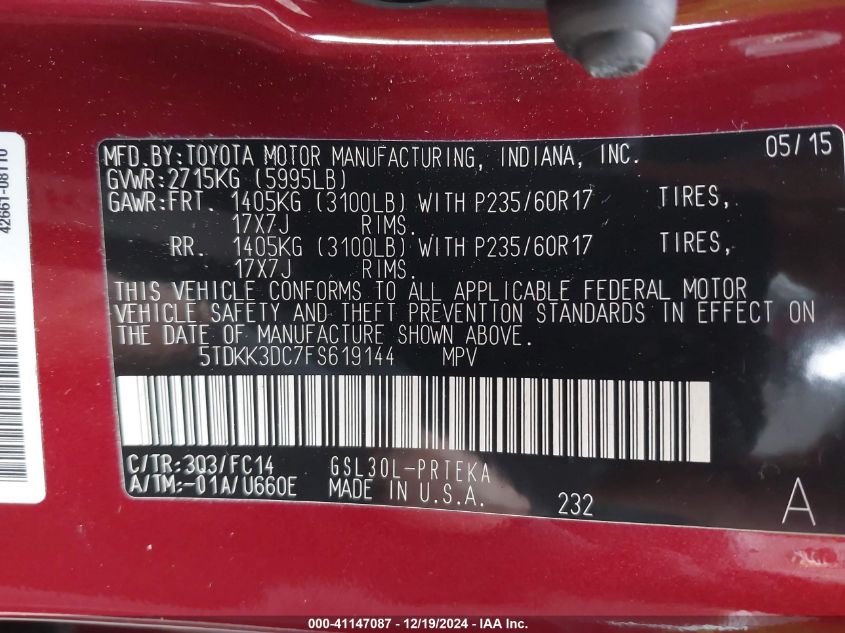 MFD.BY:TOYOTA MOTOR MANUFACTURING, INDIANA, INC. 05/15
GVWR:2715KG (5995LB)
GAWR:FRT. 1405KG (3100LB) WITH P235/60R17 TIRES,
17X7J RIMS.
RR. 1405KG (3100LB) WITH P235/60R17 TIRES,
17X7J RIMS.
THIS VEHICLE CONFORMS TO ALL APPLICABLE FEDERAL MOTOR
VEHICLE SAFETY AND THEFT PREVENTION STANDARDS IN EFFECT ON
THE DATE OF MANUFACTURE SHOWN ABOVE.
5TDKK3DC7FS619144 MPV
C/TR:3Q3/FC14 GSL30L-PRTEKA
A/TM:-01A/U660E MADE IN U.S.A. 232 A
42661-08110
000-41147087 - 12/19/2024 - IAA Inc.